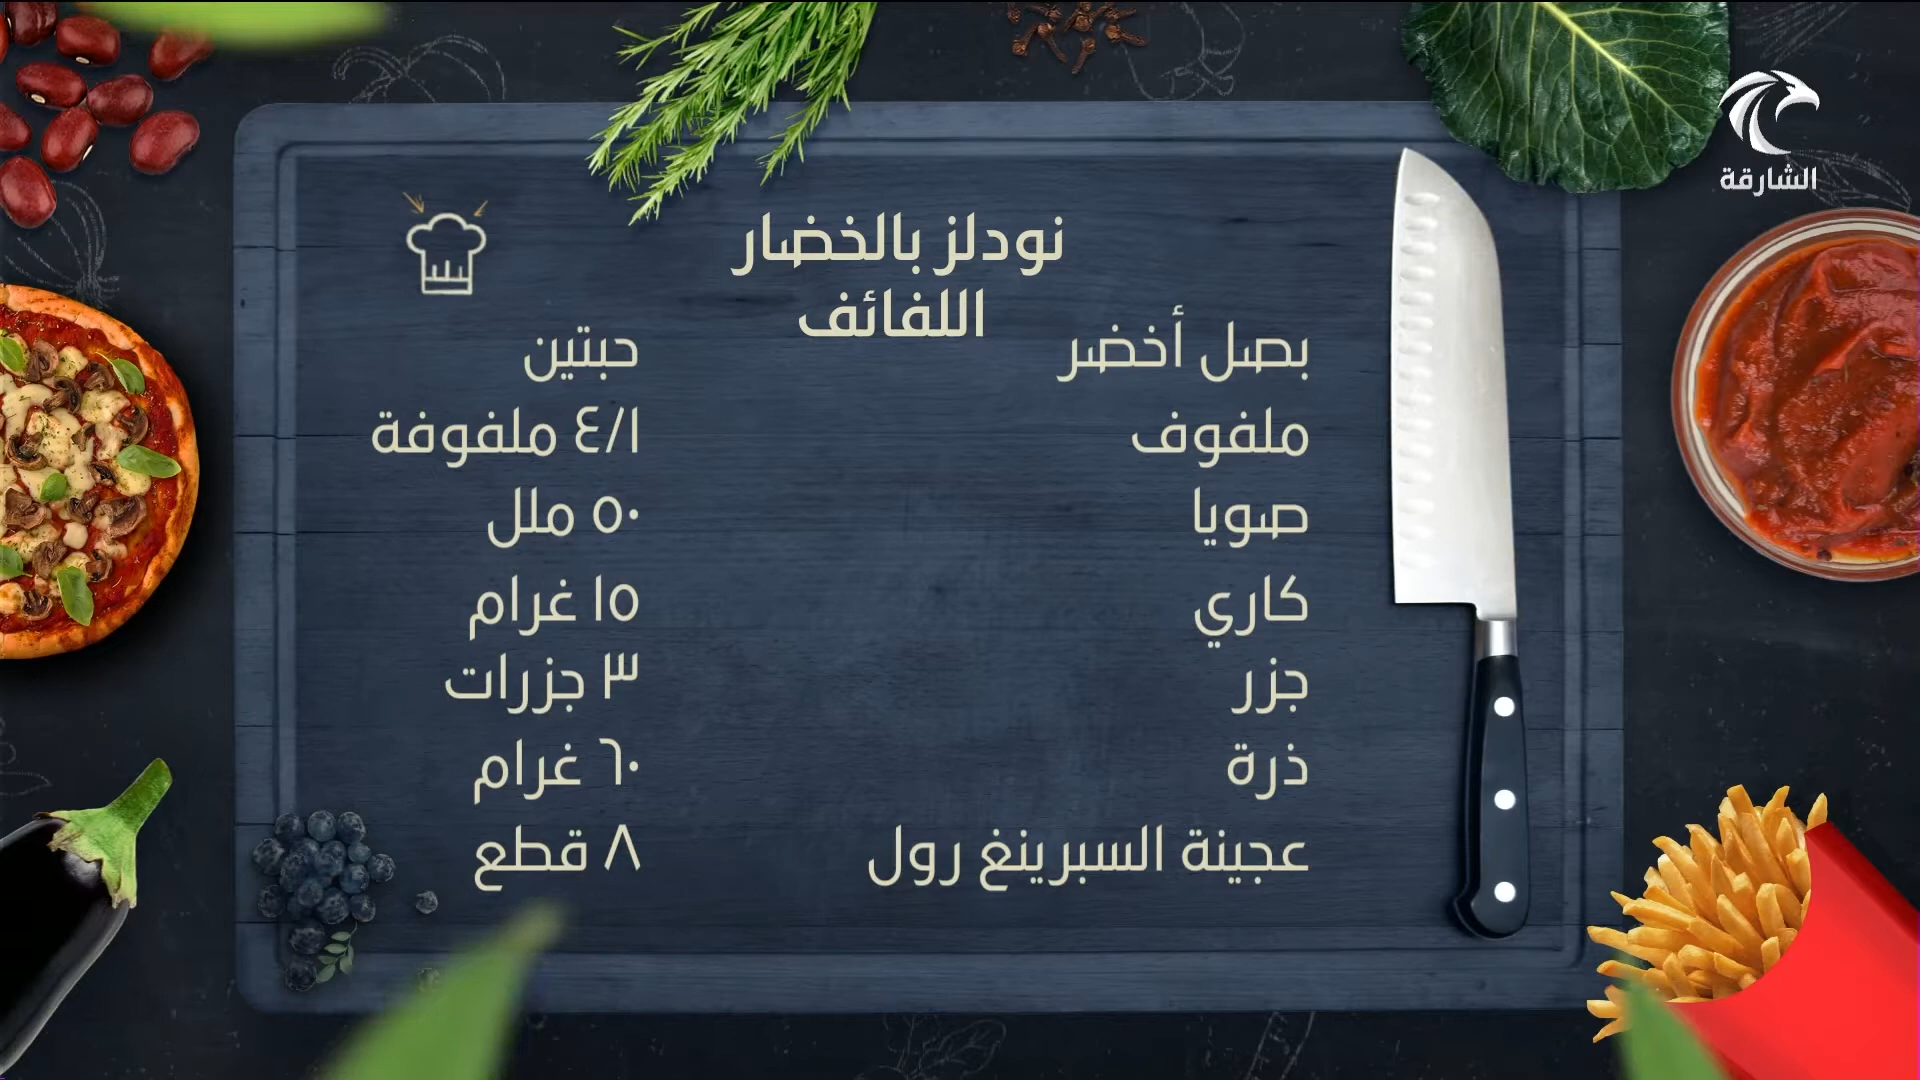 الشارقة
نودلز بالخضار
اللفائف
بصل أخضر حبتين
ملفوف ٤/١ ملفوفة
صويا ٥٠ ملل
كاري ١٥ غرام
جزر ٣ جزرات
ذرة ٦٠ غرام
عجينة السبرينغ رول ٨ قطع